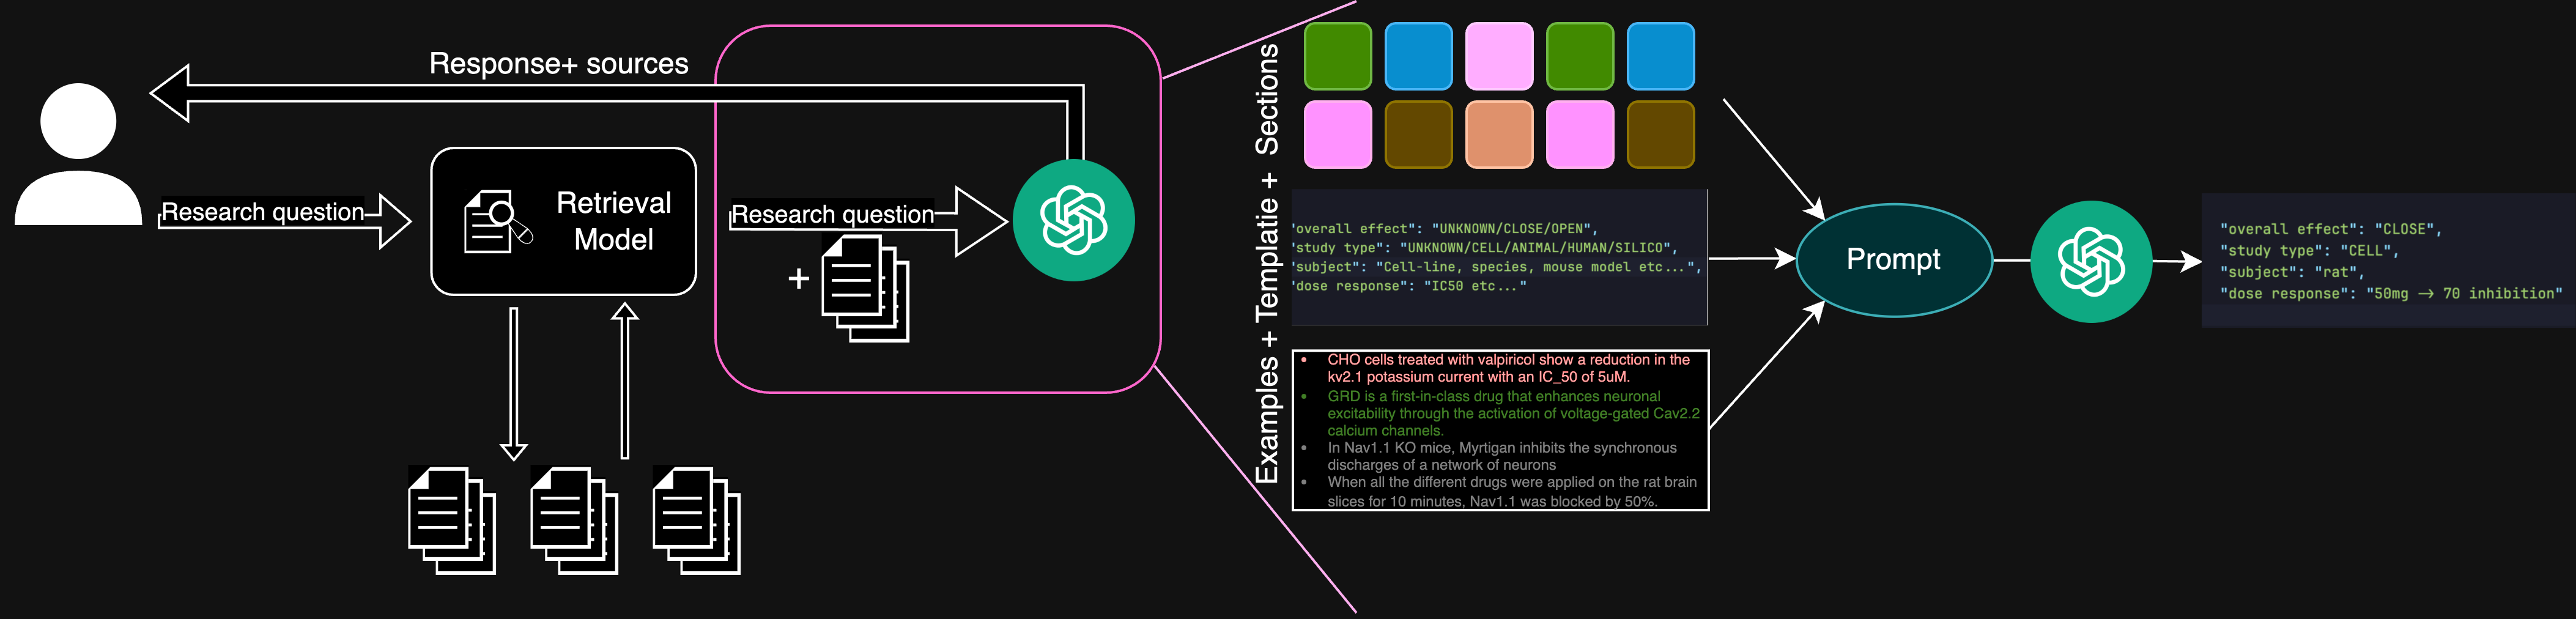 Response+ sources
Research question
Retrieval
Model
Research question
+
Examples + Templatie + Sections
'overall effect": "UNKNOWN/CLOSE/OPEN",
'study type": "UNKNOWN/CELL/ANIMAL/HUMAN/SILICO",
'subject": "Cell-line, species, mouse model etc...",
'dose response": "IC50 etc..."
• CHO cells treated with valpiricol show a reduction in the
kv2.1 potassium current with an IC_50 of 5uM.
• GRD is a first-in-class drug that enhances neuronal
excitability through the activation of voltage-gated Cav2.2
calcium channels.
• In Nav1.1 KO mice, Myrtigan inhibits the synchronous
discharges of a network of neurons
• When all the different drugs were applied on the rat brain
slices for 10 minutes, Nav1.1 was blocked by 50%.
Prompt
"overall effect": "CLOSE",
"study type": "CELL",
"subject": "rat",
"dose response": "50mg → 70 inhibition"